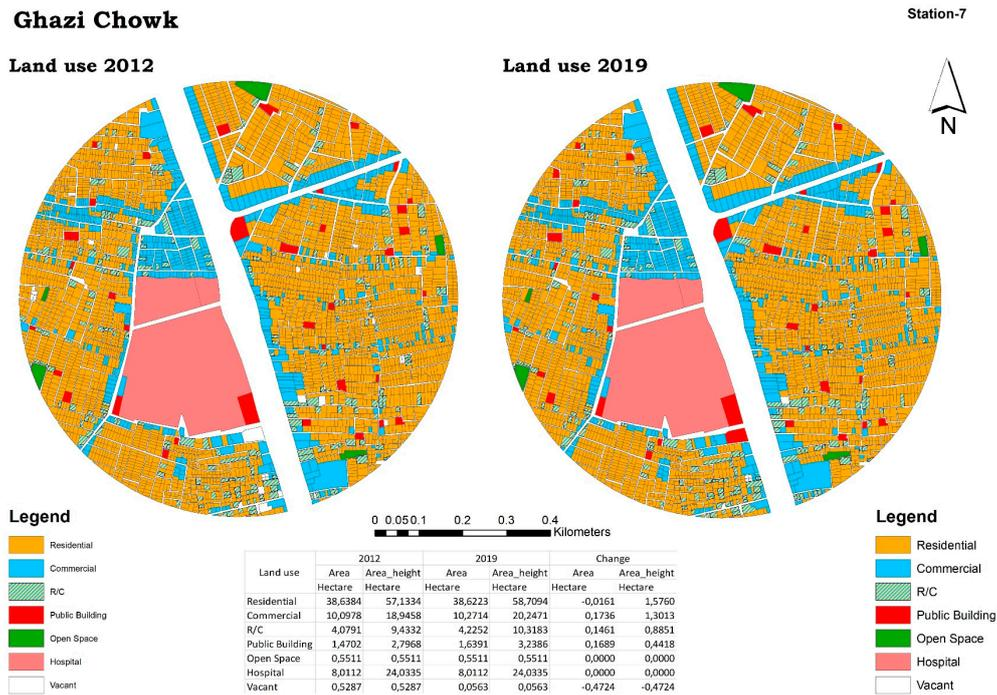 Ghazi Chowk
Station-7
Land use 2012
Land use 2019
N
Legend
Residential
Commercial
R/C
Public Building
Open Space
Hospital
Vacant
0 0.050.1 0.2 0.3 0.4
Kilometers
Land use 2012 2019 Change
Area Area_height Area Area_height Area Area_height
Hectare Hectare Hectare Hectare Hectare Hectare
Residential 38,6384 57,1334 38,6223 58,7094 -0,0161 1,5760
Commercial 10,0978 18,9458 10,2714 20,2471 0,1736 1,3013
R/C 4,0791 9,4332 4,2252 10,3183 0,1461 0,8851
Public Building 1,4702 2,7968 1,6391 3,2386 0,1689 0,4418
Open Space 0,5511 0,5511 0,5511 0,5511 0,0000 0,0000
Hospital 8,0112 24,0335 8,0112 24,0335 0,0000 0,0000
Vacant 0,5287 0,5287 0,0563 0,0563 -0,4724 -0,4724
Legend
Residential
Commercial
R/C
Public Building
Open Space
Hospital
Vacant